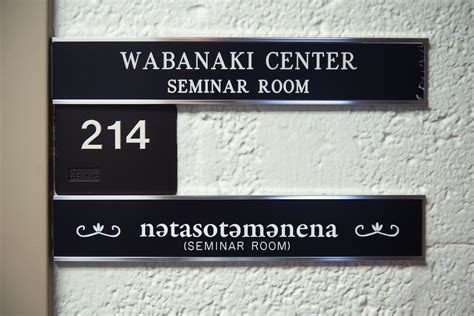 WABANAKI CENTER
SEMINAR ROOM
214
nətasotəmənena
(SEMINAR ROOM)